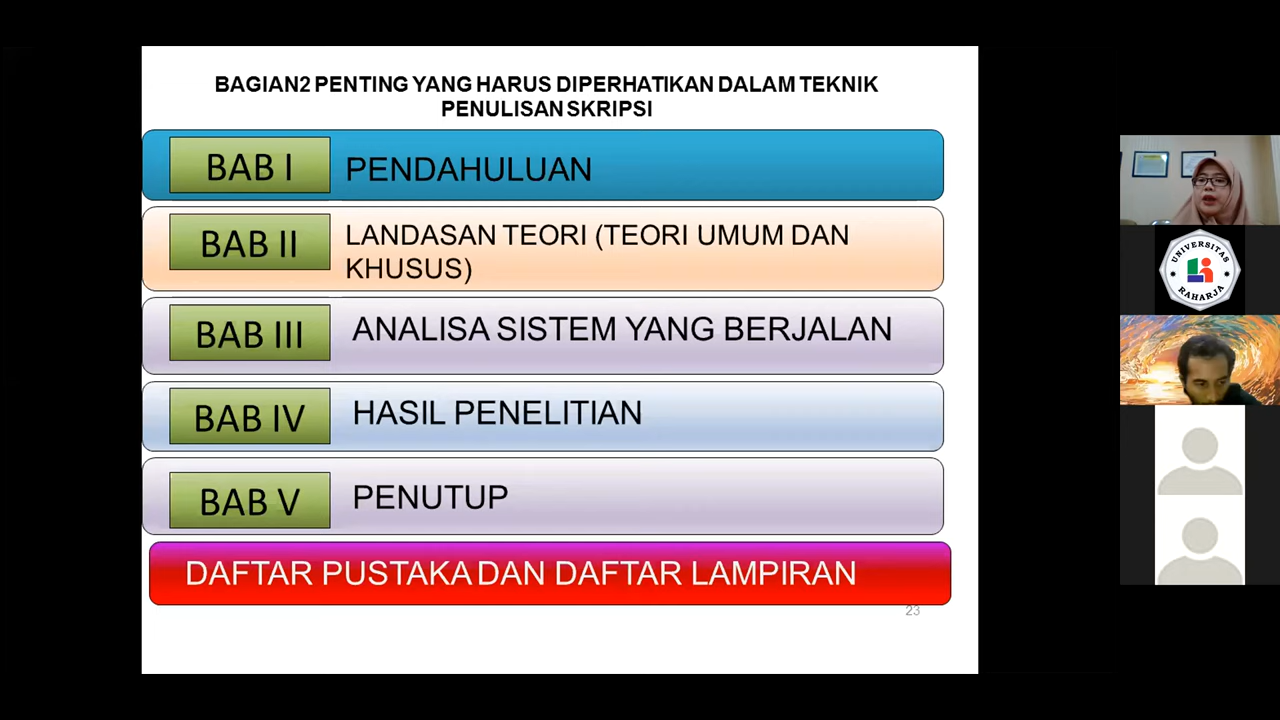 BAGIAN2 PENTING YANG HARUS DIPERHATIKAN DALAM TEKNIK
PENULISAN SKRIPSI
BAB I
PENDAHULUAN
BAB II
LANDASAN TEORI (TEORI UMUM DAN
KHUSUS)
BAB III
ANALISA SISTEM YANG BERJALAN
BAB IV
HASIL PENELITIAN
BAB V
PENUTUP
DAFTAR PUSTAKA DAN DAFTAR LAMPIRAN
23
UNIVERSITAS
RAHARJA